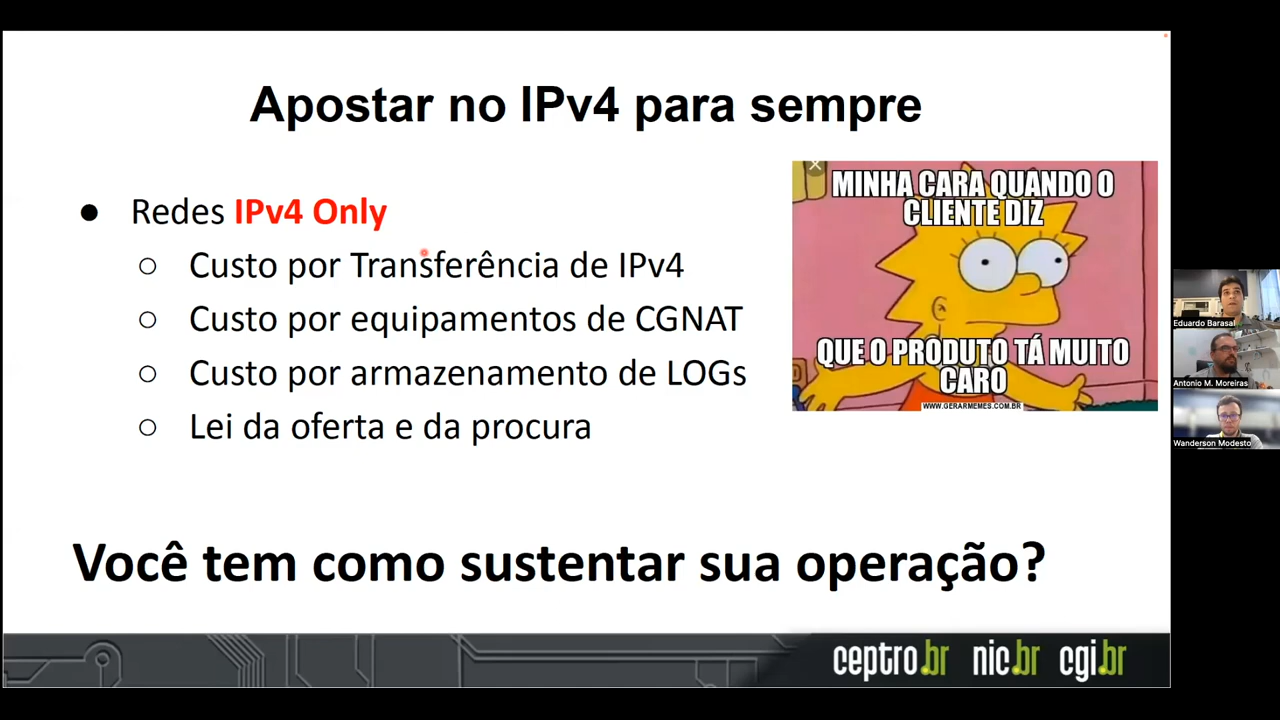 Apostar no IPv4 para sempre
● Redes IPv4 Only
○ Custo por Transferência de IPv4
○ Custo por equipamentos de CGNAT
○ Custo por armazenamento de LOGs
○ Lei da oferta e da procura
MINHA CARA QUANDO O
CLIENTE DIZ
QUE O PRODUTO TÁ MUITO
CARO
WWW.GERARMEMES.COM.BR
Você tem como sustentar sua operação?
ceptro.br nic.br cgi.br
Eduardo Barasal
Antonio M. Moreiras
Wanderson Modesto